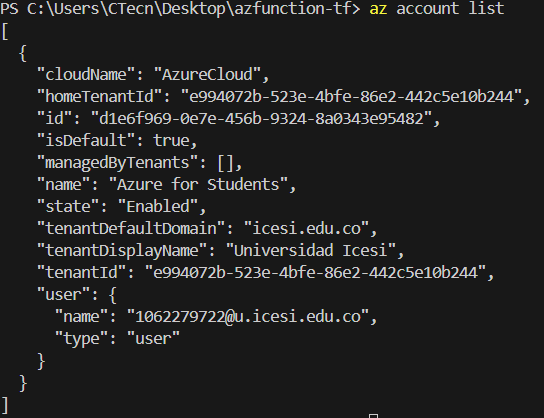 PS C:\Users\CTecn\Desktop\azfunction-tf> az account list
[
  {
    "cloudName": "AzureCloud",
    "homeTenantId": "e994072b-523e-4bfe-86e2-442c5e10b244",
    "id": "d1e6f969-0e7e-456b-9324-8a0343e95482",
    "isDefault": true,
    "managedByTenants": [],
    "name": "Azure for Students",
    "state": "Enabled",
    "tenantDefaultDomain": "icesi.edu.co",
    "tenantDisplayName": "Universidad Icesi",
    "tenantId": "e994072b-523e-4bfe-86e2-442c5e10b244",
    "user": {
      "name": "1062279722@u.icesi.edu.co",
      "type": "user"
    }
  }
]